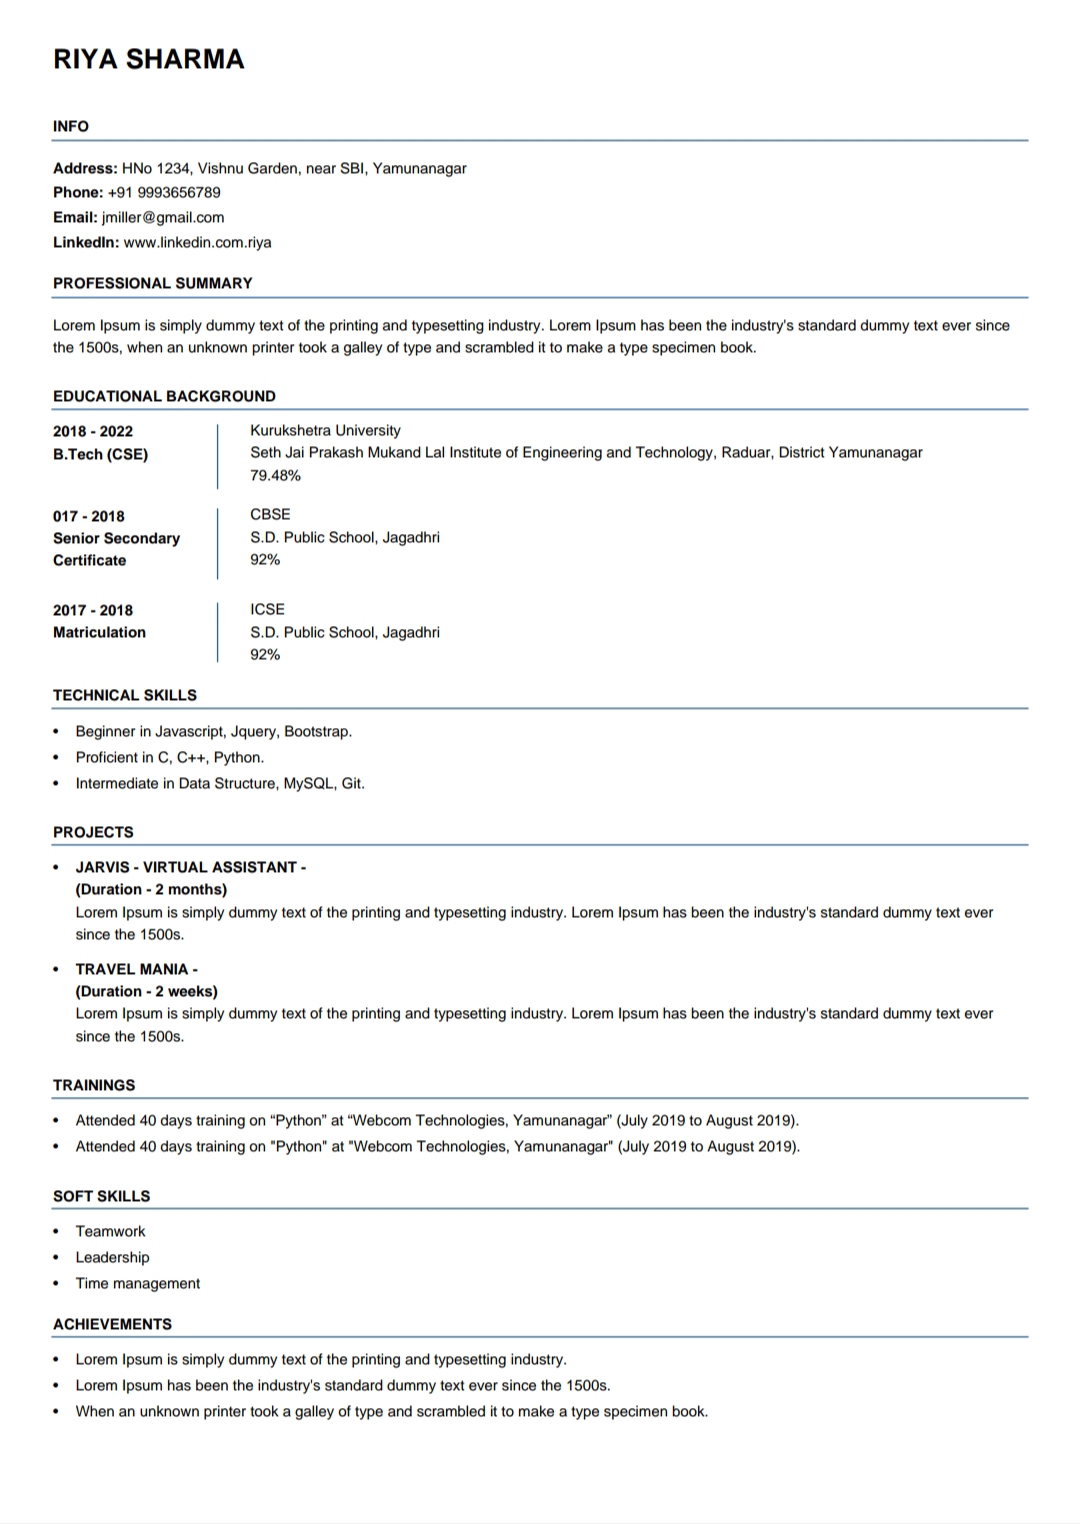 RIYA SHARMA
INFO
Address: HNo 1234, Vishnu Garden, near SBI, Yamunanagar
Phone: +91 9993656789
Email: jmiller@gmail.com
LinkedIn: www.linkedin.com.riya
PROFESSIONAL SUMMARY
Lorem Ipsum is simply dummy text of the printing and typesetting industry. Lorem Ipsum has been the industry's standard dummy text ever since
the 1500s, when an unknown printer took a galley of type and scrambled it to make a type specimen book.
EDUCATIONAL BACKGROUND
2018 - 2022
B.Tech (CSE)
Kurukshetra University
Seth Jai Prakash Mukand Lal Institute of Engineering and Technology, Raduar, District Yamunanagar
79.48%
017 - 2018
Senior Secondary
Certificate
CBSE
S.D. Public School, Jagadhri
92%
2017 - 2018
Matriculation
ICSE
S.D. Public School, Jagadhri
92%
TECHNICAL SKILLS
• Beginner in Javascript, Jquery, Bootstrap.
• Proficient in C, C++, Python.
• Intermediate in Data Structure, MySQL, Git.
PROJECTS
• JARVIS - VIRTUAL ASSISTANT -
(Duration - 2 months)
Lorem Ipsum is simply dummy text of the printing and typesetting industry. Lorem Ipsum has been the industry's standard dummy text ever
since the 1500s.
• TRAVEL MANIA -
(Duration - 2 weeks)
Lorem Ipsum is simply dummy text of the printing and typesetting industry. Lorem Ipsum has been the industry's standard dummy text ever
since the 1500s.
TRAININGS
• Attended 40 days training on “Python” at “Webcom Technologies, Yamunanagar” (July 2019 to August 2019).
• Attended 40 days training on "Python" at "Webcom Technologies, Yamunanagar" (July 2019 to August 2019).
SOFT SKILLS
• Teamwork
• Leadership
• Time management
ACHIEVEMENTS
• Lorem Ipsum is simply dummy text of the printing and typesetting industry.
• Lorem Ipsum has been the industry's standard dummy text ever since the 1500s.
• When an unknown printer took a galley of type and scrambled it to make a type specimen book.